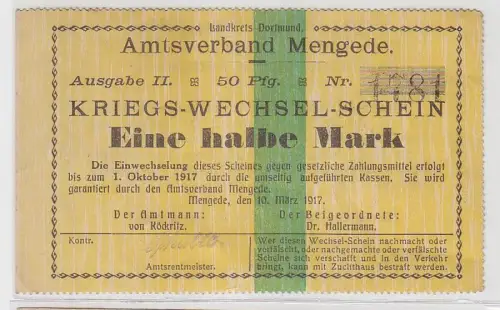 Landkreis Dortmund.
Amtsverband Mengede.
Ausgabe II. 50 Pfg. Nr. 1781
KRIEGS-WECHSEL-SCHEIN
Eine halbe Mark
Die Einwechselung dieses Scheines gegen gesetzliche Zahlungsmittel erfolgt
bis zum 1. Oktober 1917 durch die umseitig aufgeführten Kassen. Sie wird
garantiert durch den Amtsverband Mengede.
Mengede, den 10. März 1917.
Der Amtmann: Der Beigeordnete:
von Röckritz. Dr. Hallermann.
Kontr.
Amtsrentmeister.
Wer diesen Wechsel-Schein nachmacht oder
verfälscht, oder nachgemachte oder verfälschte
Scheine sich verschafft und in den Verkehr
bringt, kann mit Zuchthaus bestraft werden.